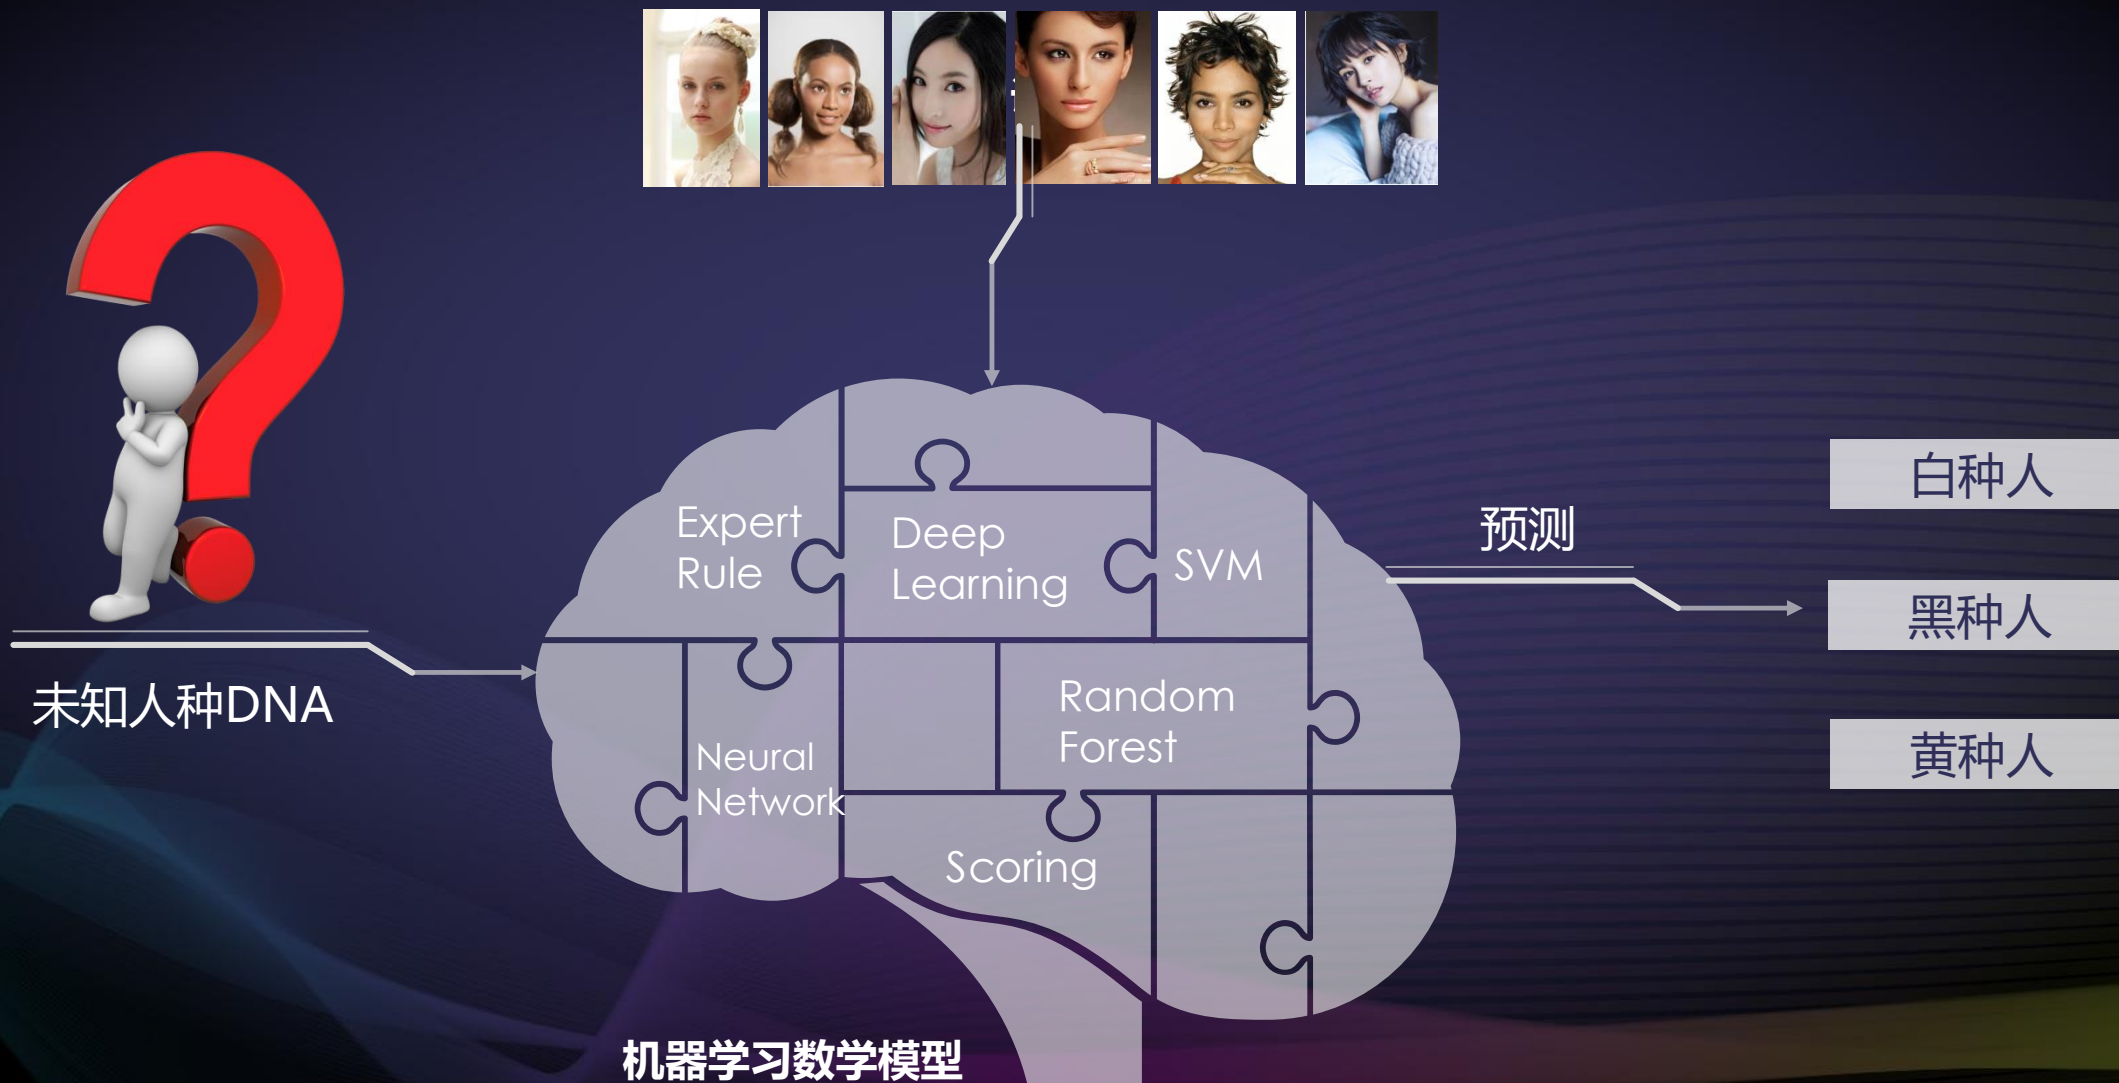 未知人种DNA
Expert
Rule
Deep
Learning
SVM
Neural
Network
Random
Forest
Scoring
机器学习数学模型
预测
白种人
黑种人
黄种人